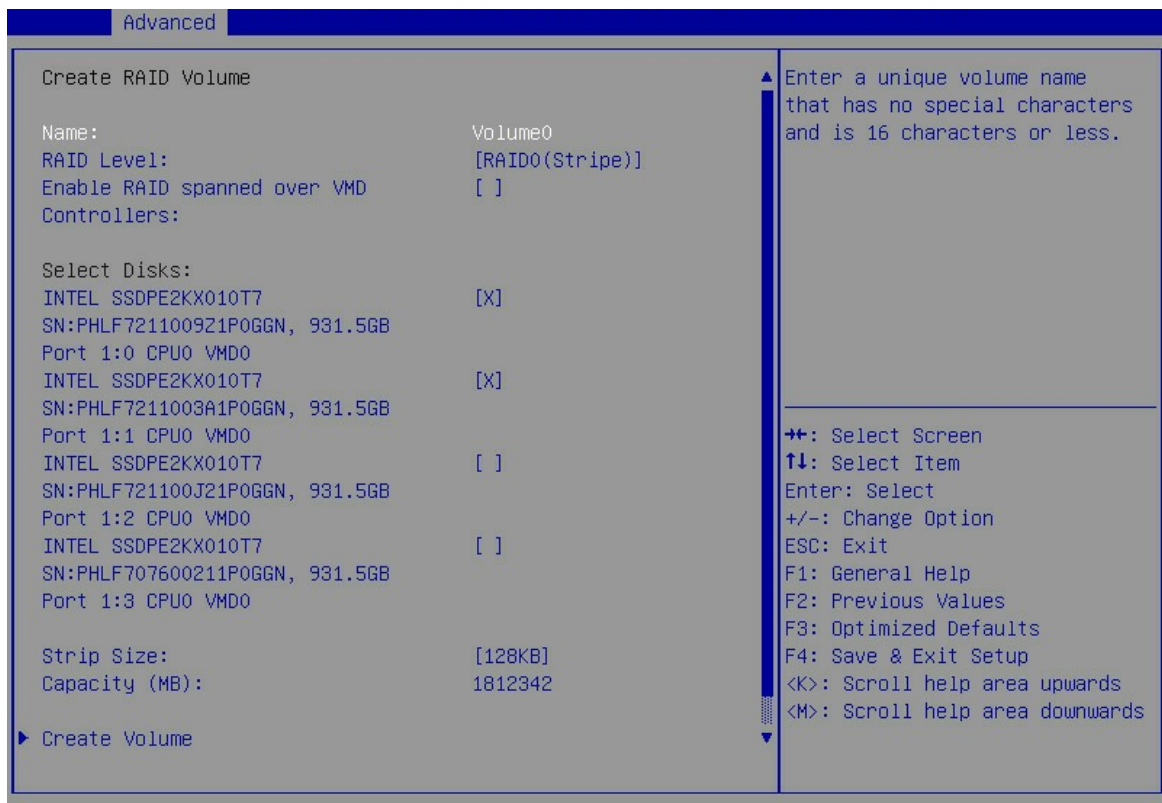 Advanced
Create RAID Volume
Name: Volume0
RAID Level: [RAID0(Stripe)]
Enable RAID spanned over VMD [ ]
Controllers:
Select Disks:
INTEL SSDPE2KX010T7 [X]
SN:PHLF7211009Z1P0GGN, 931.5GB
Port 1:0 CPU0 VMD0
INTEL SSDPE2KX010T7 [X]
SN:PHLF7211003A1P0GGN, 931.5GB
Port 1:1 CPU0 VMD0
INTEL SSDPE2KX010T7 [ ]
SN:PHLF721100J21P0GGN, 931.5GB
Port 1:2 CPU0 VMD0
INTEL SSDPE2KX010T7 [ ]
SN:PHLF707600211P0GGN, 931.5GB
Port 1:3 CPU0 VMD0
Strip Size: [128KB]
Capacity (MB): 1812342
Create Volume
Enter a unique volume name
that has no special characters
and is 16 characters or less.
→←: Select Screen
↑↓: Select Item
Enter: Select
+/-: Change Option
ESC: Exit
F1: General Help
F2: Previous Values
F3: Optimized Defaults
F4: Save & Exit Setup
<K>: Scroll help area upwards
<M>: Scroll help area downwards